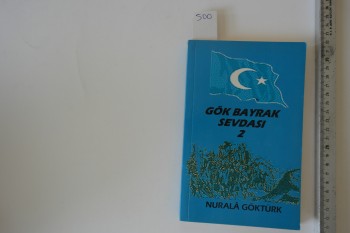 500
GÖK BAYRAK
SEVDASI
2
NURALÂ GÖKTÜRK